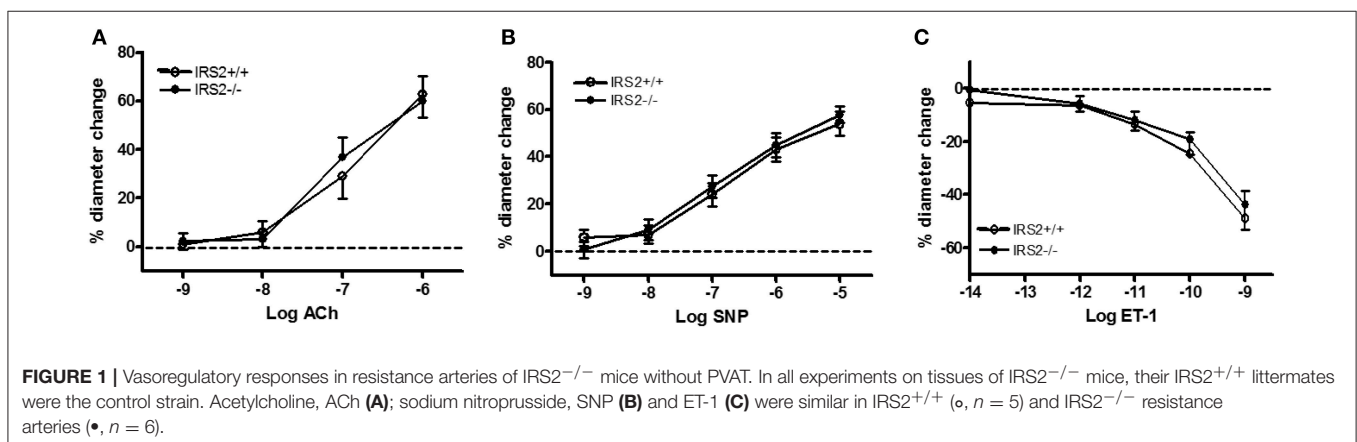 A
80
60
40
20
0
% diameter change
IRS2+/+
IRS2-/-
-9 -8 -7 -6
Log ACh
B
80
60
40
20
0
% diameter change
IRS2+/+
IRS2-/-
-9 -8 -7 -6 -5
Log SNP
C
0
-20
-40
-60
% diameter change
IRS2+/+
IRS2-/-
-14 -12 -11 -10 -9
Log ET-1
FIGURE 1 | Vasoregulatory responses in resistance arteries of IRS2−/− mice without PVAT. In all experiments on tissues of IRS2−/− mice, their IRS2+/+ littermates
were the control strain. Acetylcholine, ACh (A); sodium nitroprusside, SNP (B) and ET-1 (C) were similar in IRS2+/+ (∘, n = 5) and IRS2−/− resistance
arteries (•, n = 6).